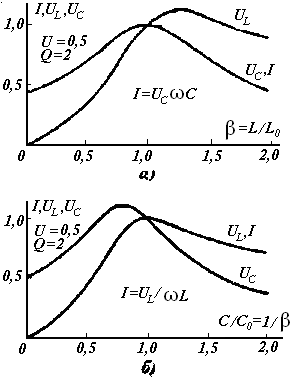 I,U_L,U_C
U_L
1,0
U=0,5
Q=2
U_C,I
0,5
I=U_CωC
β=L/L₀
0
0,5
1,0
1,5
2,0
а)
I,U_L,U_C
1,0
U=0,5
Q=2
U_L,I
0,5
U_C
I=U_L/ωL
C/C₀=1/β
0
0,5
1,0
1,5
2,0
б)